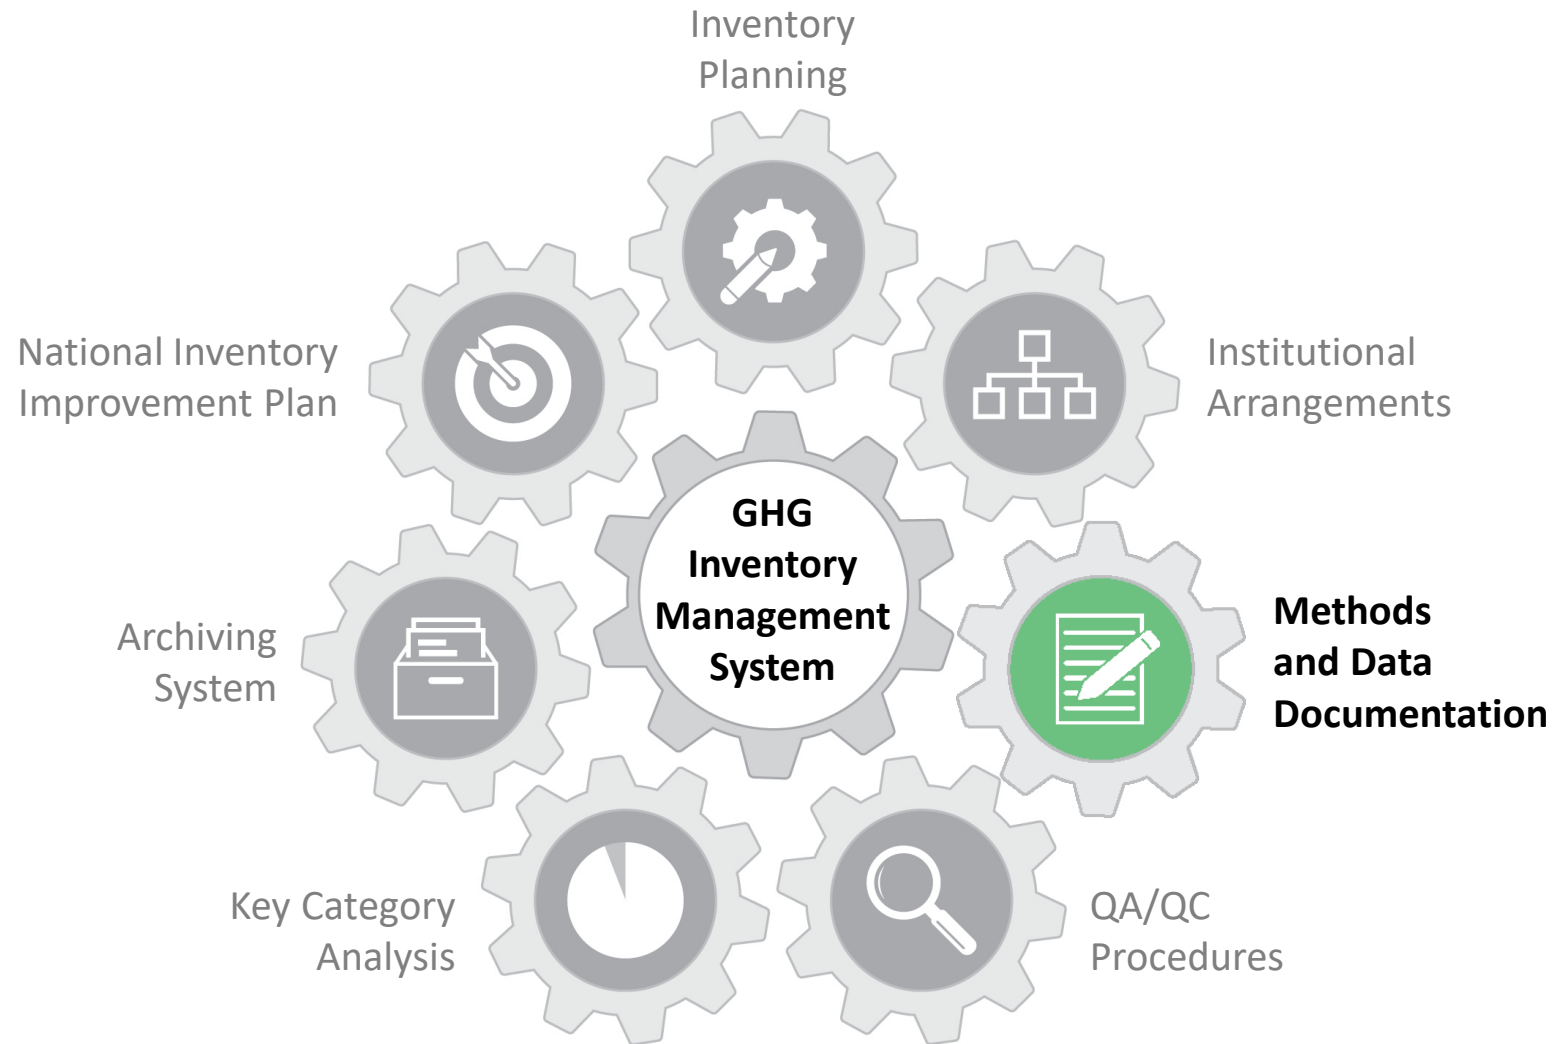 Inventory
Planning
National Inventory
Improvement Plan
Institutional
Arrangements
GHG
Inventory
Management
System
Methods
and Data
Documentation
Archiving
System
Key Category
Analysis
QA/QC
Procedures